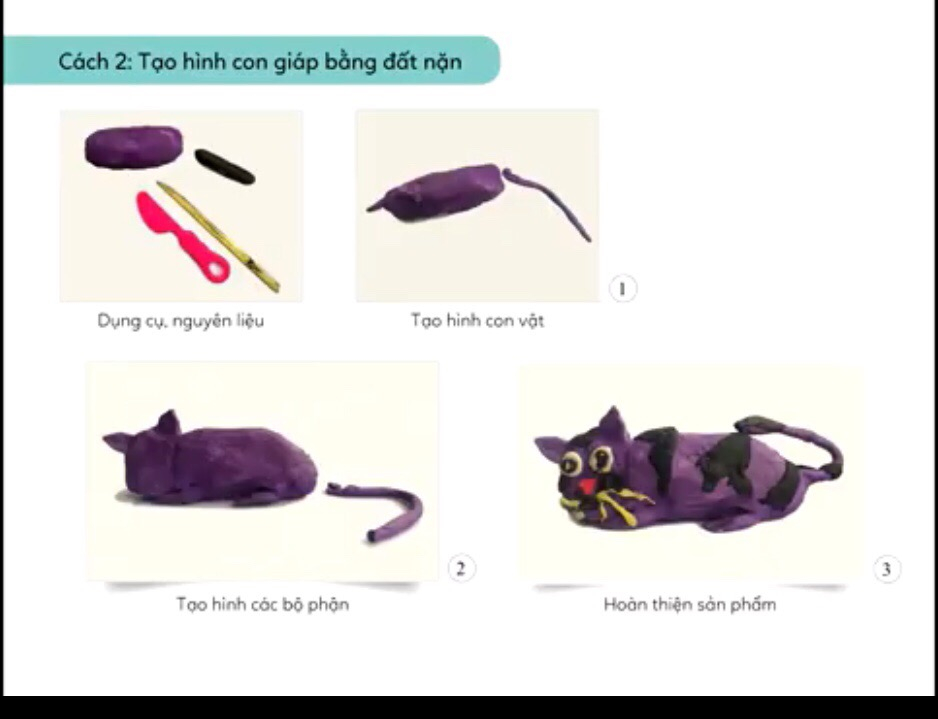 Cách 2: Tạo hình con giáp bằng đất nặn
Dụng cụ, nguyên liệu
1
Tạo hình con vật
2
Tạo hình các bộ phận
3
Hoàn thiện sản phẩm